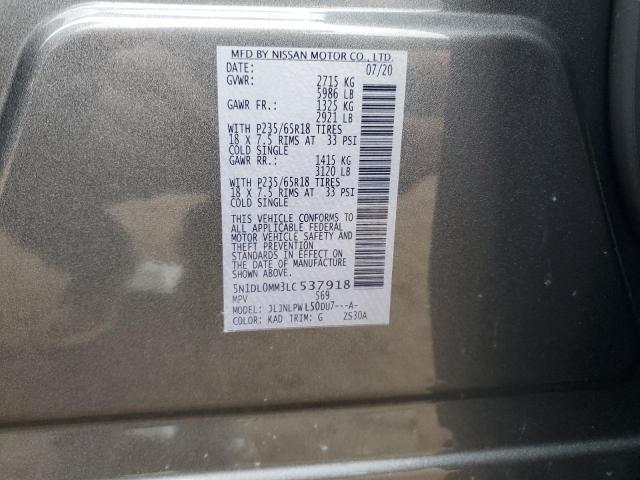 MFD BY NISSAN MOTOR CO., LTD.
DATE: 07/20
GVWR: 2715 KG
5986 LB
GAWR FR.: 1325 KG
2921 LB
WITH P235/65R18 TIRES
18 X 7.5 RIMS AT 33 PSI
COLD SINGLE
GAWR RR.: 1415 KG
3120 LB
WITH P235/65R18 TIRES
18 X 7.5 RIMS AT 33 PSI
COLD SINGLE
THIS VEHICLE CONFORMS TO
ALL APPLICABLE FEDERAL
MOTOR VEHICLE SAFETY AND
THEFT PREVENTION
STANDARDS IN EFFECT ON
THE DATE OF MANUFACTURE
SHOWN ABOVE.
5N1DL0MM3LC537918
MPV S69
MODEL: JLJNLPWL50DU7---A-
COLOR: KAD TRIM: G ZS30A